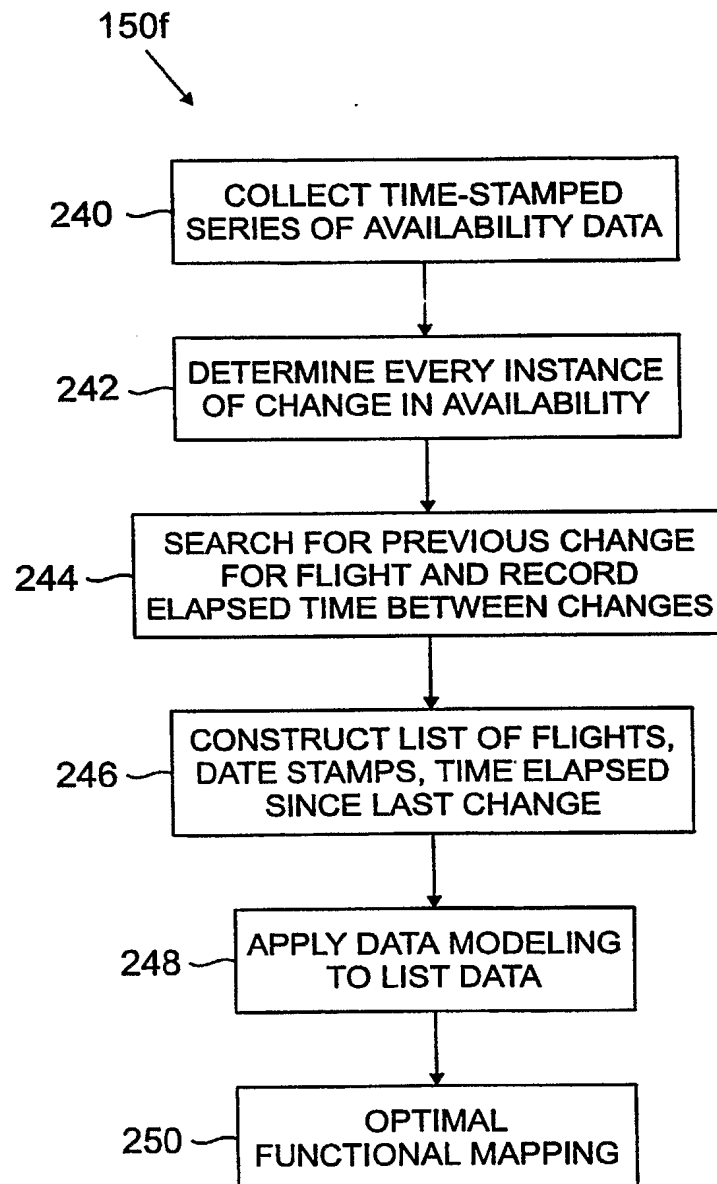 150f
240
COLLECT TIME-STAMPED
SERIES OF AVAILABILITY DATA
242
DETERMINE EVERY INSTANCE
OF CHANGE IN AVAILABILITY
244
SEARCH FOR PREVIOUS CHANGE
FOR FLIGHT AND RECORD
ELAPSED TIME BETWEEN CHANGES
246
CONSTRUCT LIST OF FLIGHTS,
DATE STAMPS, TIME ELAPSED
SINCE LAST CHANGE
248
APPLY DATA MODELING
TO LIST DATA
250
OPTIMAL
FUNCTIONAL MAPPING